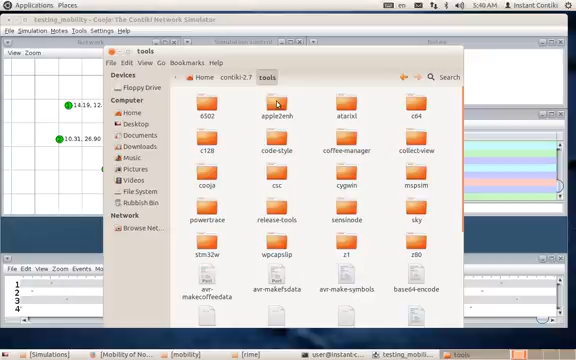 Applications Places en 5:40 AM Instant Contiki
testing_mobility - Cooja: The Contiki Network Simulator
File Simulation Motes Tools Settings Help
View Zoom
tools
File Edit View Go Bookmarks Help
Devices
Floppy Drive
Computer
Home
Desktop
Documents
Downloads
Music
Pictures
Videos
File System
Rubbish Bin
Network
Browse Net...
Home contiki-2.7 tools Search
6502 apple2enh atarixl c64
c128 code-style coffee-manager collect-view
cooja csc cygwin mspsim
powertrace release-tools sensinode sky
stm32w wpcapslip z1 z80
avr-makecoffeedata avr-makefsdata avr-make-symbols base64-encode
14.19, 12.
10.31, 26.90
File Edit View Zoom Events Motes
1
2
3
4
[Simulations] [Mobility of No... [mobility] [rime] user@instant-c... testing_mobili... tools